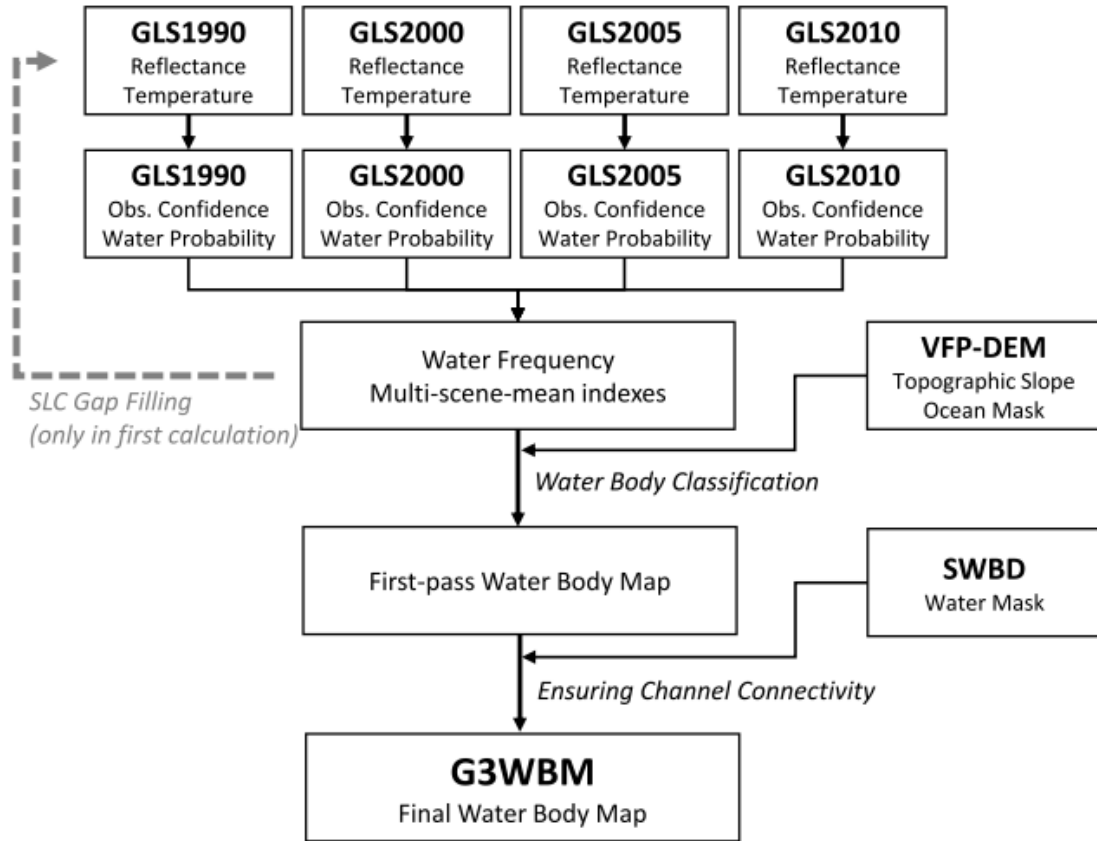 GLS1990
Reflectance
Temperature
GLS2000
Reflectance
Temperature
GLS2005
Reflectance
Temperature
GLS2010
Reflectance
Temperature
GLS1990
Obs. Confidence
Water Probability
GLS2000
Obs. Confidence
Water Probability
GLS2005
Obs. Confidence
Water Probability
GLS2010
Obs. Confidence
Water Probability
Water Frequency
Multi-scene-mean indexes
VFP-DEM
Topographic Slope
Ocean Mask
SLC Gap Filling
(only in first calculation)
Water Body Classification
First-pass Water Body Map
SWBD
Water Mask
Ensuring Channel Connectivity
G3WBM
Final Water Body Map